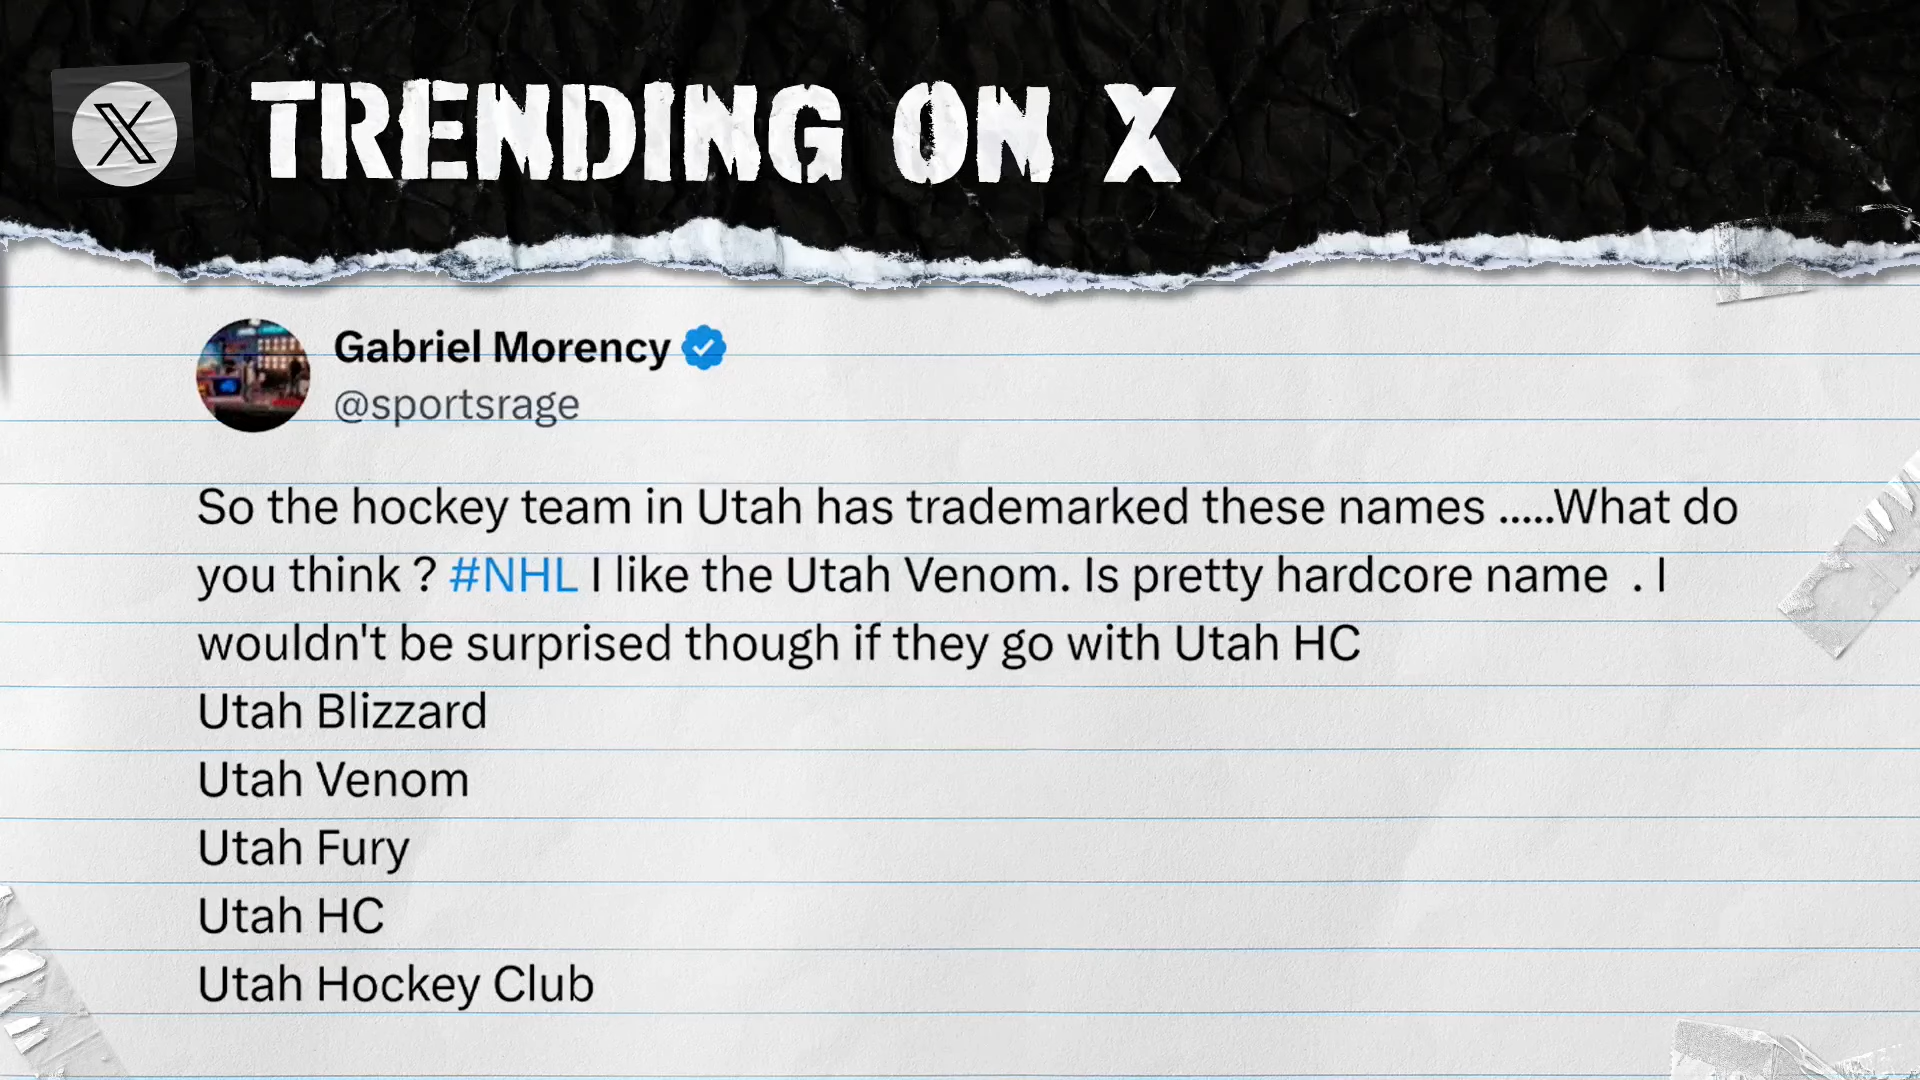 TRENDING ON X
Gabriel Morency
@sportsrage
So the hockey team in Utah has trademarked these names .....What do
you think ? #NHL I like the Utah Venom. Is pretty hardcore name  . I
wouldn't be surprised though if they go with Utah HC
Utah Blizzard
Utah Venom
Utah Fury
Utah HC
Utah Hockey Club